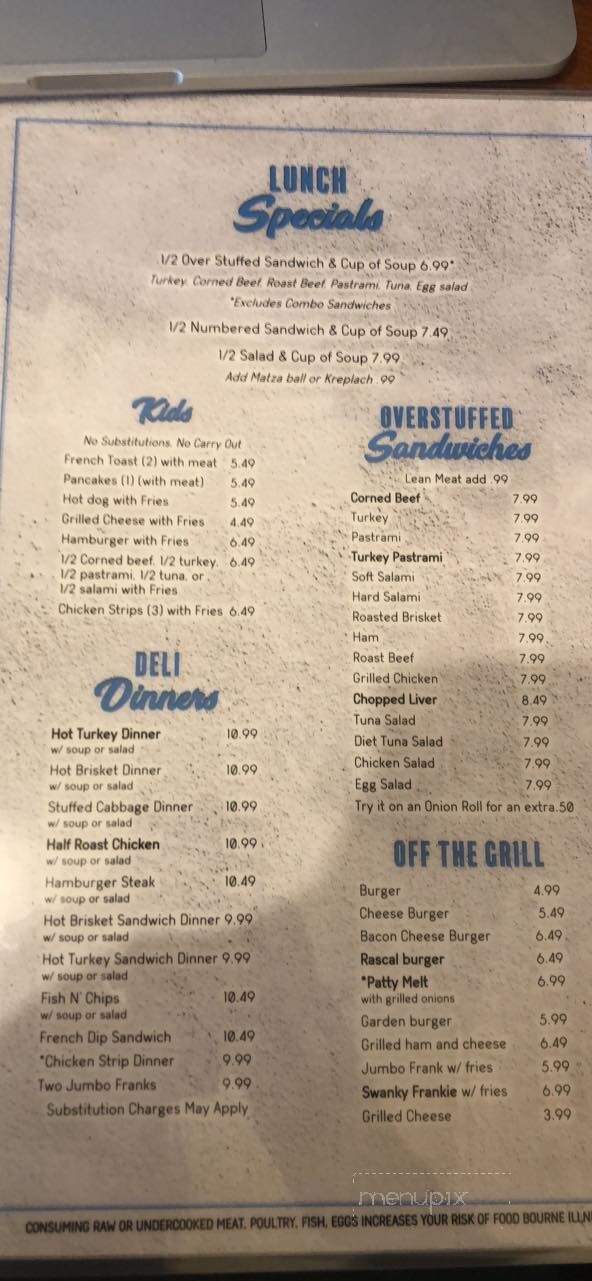 LUNCH
Specials
1/2 Over Stuffed Sandwich & Cup of Soup 6.99*
Turkey, Corned Beef, Roast Beef, Pastrami, Tuna, Egg salad
*Excludes Combo Sandwiches
1/2 Numbered Sandwich & Cup of Soup 7.49
1/2 Salad & Cup of Soup 7.99
Add Matza ball or Kreplach .99
Kids
No Substitutions. No Carry Out
French Toast (2) with meat 5.49
Pancakes (1) (with meat) 5.49
Hot dog with Fries 5.49
Grilled Cheese with Fries 4.49
Hamburger with Fries 6.49
1/2 Corned beef, 1/2 turkey, 6.49
1/2 pastrami, 1/2 tuna, or
1/2 salami with Fries
Chicken Strips (3) with Fries 6.49
DELI
Dinners
Hot Turkey Dinner 10.99
w/ soup or salad
Hot Brisket Dinner 10.99
w/ soup or salad
Stuffed Cabbage Dinner 10.99
w/ soup or salad
Half Roast Chicken 10.99
w/ soup or salad
Hamburger Steak 10.49
w/ soup or salad
Hot Brisket Sandwich Dinner 9.99
w/ soup or salad
Hot Turkey Sandwich Dinner 9.99
w/ soup or salad
Fish N' Chips 10.49
w/ soup or salad
French Dip Sandwich 10.49
*Chicken Strip Dinner 9.99
Two Jumbo Franks 9.99
Substitution Charges May Apply
OVERSTUFFED
Sandwiches
Lean Meat add .99
Corned Beef 7.99
Turkey 7.99
Pastrami 7.99
Turkey Pastrami 7.99
Soft Salami 7.99
Hard Salami 7.99
Roasted Brisket 7.99
Ham 7.99
Roast Beef 7.99
Grilled Chicken 7.99
Chopped Liver 8.49
Tuna Salad 7.99
Diet Tuna Salad 7.99
Chicken Salad 7.99
Egg Salad 7.99
Try it on an Onion Roll for an extra.50
OFF THE GRILL
Burger 4.99
Cheese Burger 5.49
Bacon Cheese Burger 6.49
Rascal burger 6.49
*Patty Melt 6.99
with grilled onions
Garden burger 5.99
Grilled ham and cheese 6.49
Jumbo Frank w/ fries 5.99
Swanky Frankie w/ fries 6.99
Grilled Cheese 3.99
menupix
CONSUMING RAW OR UNDERCOOKED MEAT, POULTRY, FISH, EGGS INCREASES YOUR RISK OF FOOD BOURNE ILLN